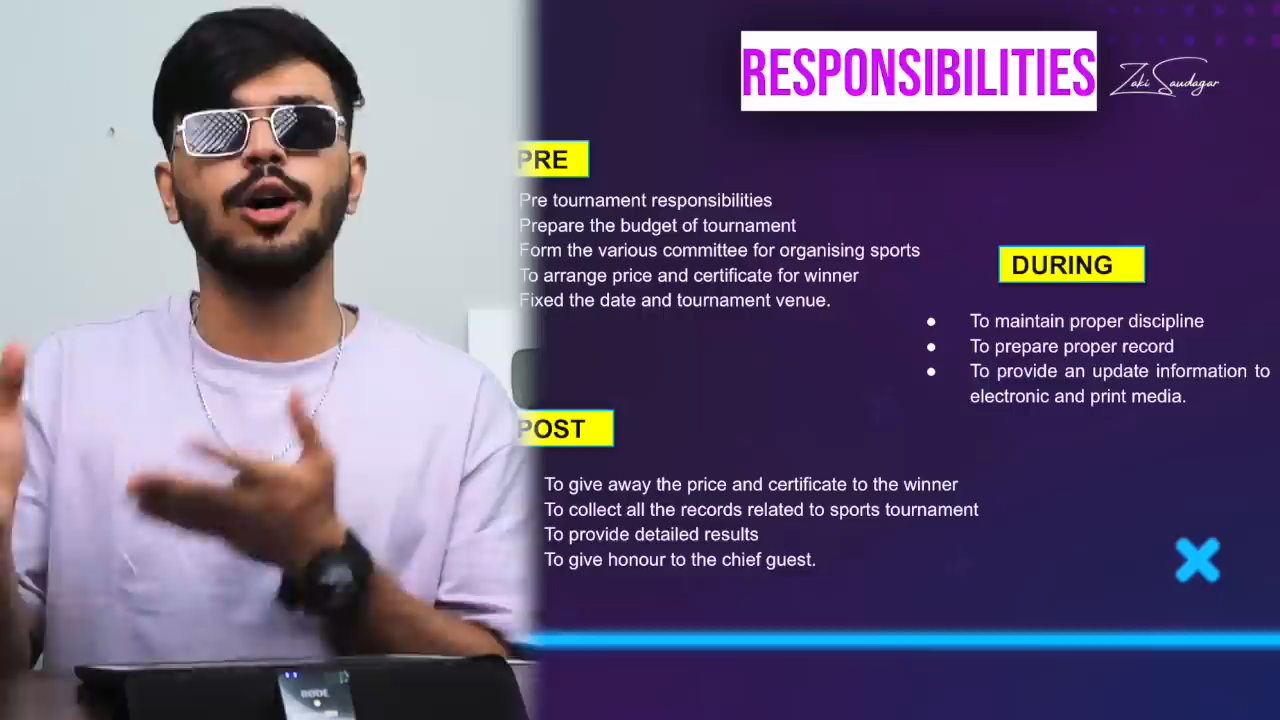 RESPONSIBILITIES
Zaki Saudagar
PRE
Pre tournament responsibilities
Prepare the budget of tournament
Form the various committee for organising sports
To arrange price and certificate for winner
Fixed the date and tournament venue.
DURING
● To maintain proper discipline
● To prepare proper record
● To provide an update information to
electronic and print media.
POST
To give away the price and certificate to the winner
To collect all the records related to sports tournament
To provide detailed results
To give honour to the chief guest.
RODE